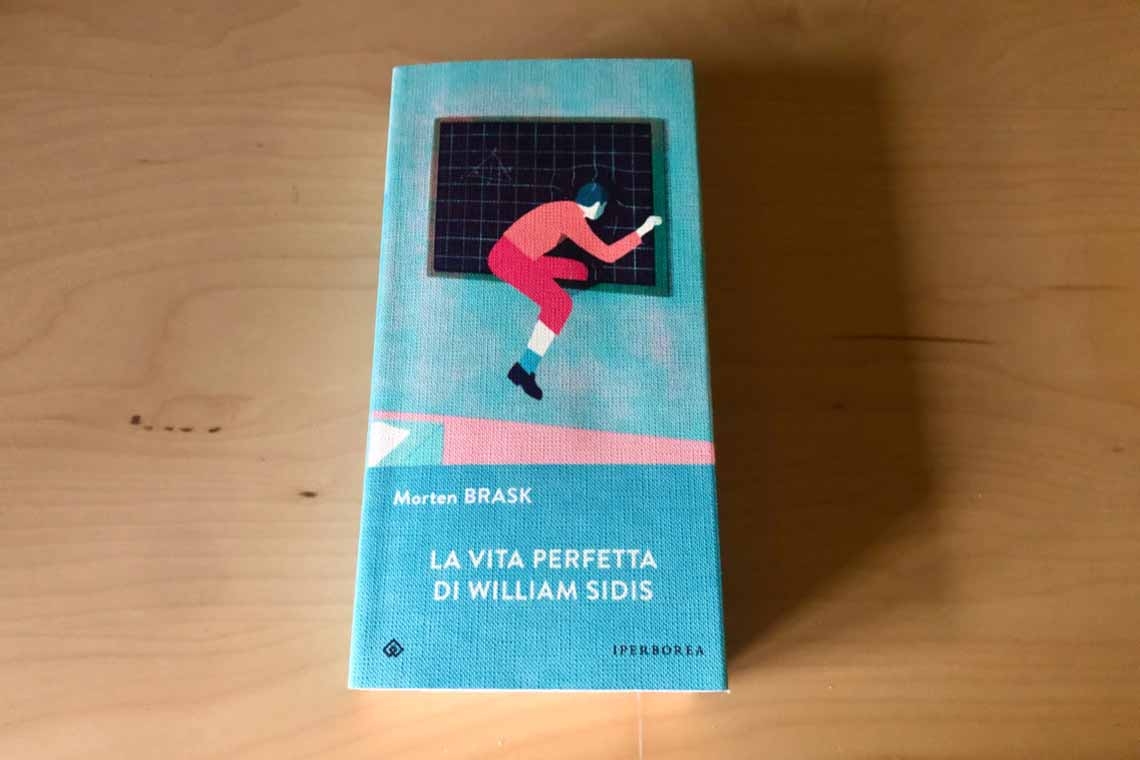 Morten BRASK
LA VITA PERFETTA
DI WILLIAM SIDIS
IPERBOREA